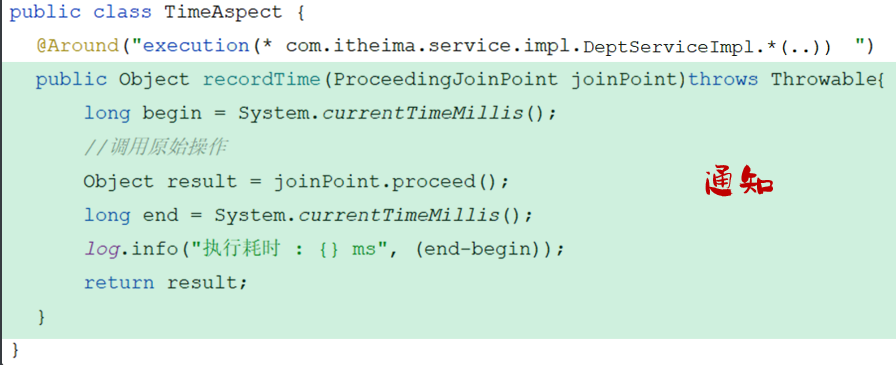 public class TimeAspect {
@Around("execution(* com.itheima.service.impl.DeptServiceImpl.*(..))  ")
public Object recordTime(ProceedingJoinPoint joinPoint)throws Throwable{
long begin = System.currentTimeMillis();
//调用原始操作
Object result = joinPoint.proceed();
通知
long end = System.currentTimeMillis();
log.info("执行耗时 : {} ms", (end-begin));
return result;
}
}